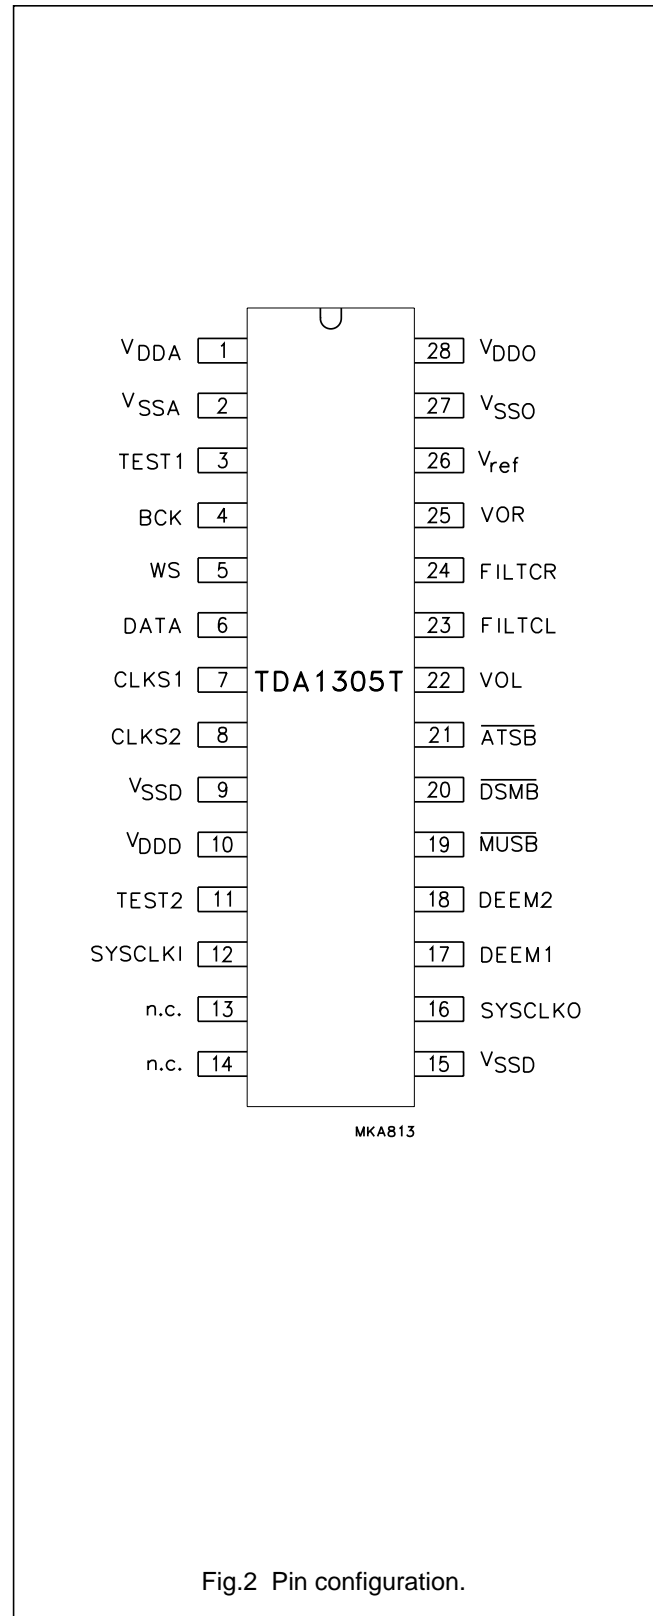 VDDA 1 28 VDDO
VSSA 2 27 VSSO
TEST1 3 26 Vref
BCK 4 25 VOR
WS 5 24 FILTCR
DATA 6 23 FILTCL
CLKS1 7 TDA1305T 22 VOL
CLKS2 8 21 ATSB
VSSD 9 20 DSMB
VDDD 10 19 MUSB
TEST2 11 18 DEEM2
SYSCLKI 12 17 DEEM1
n.c. 13 16 SYSCLKO
n.c. 14 15 VSSD
MKA813
Fig.2 Pin configuration.